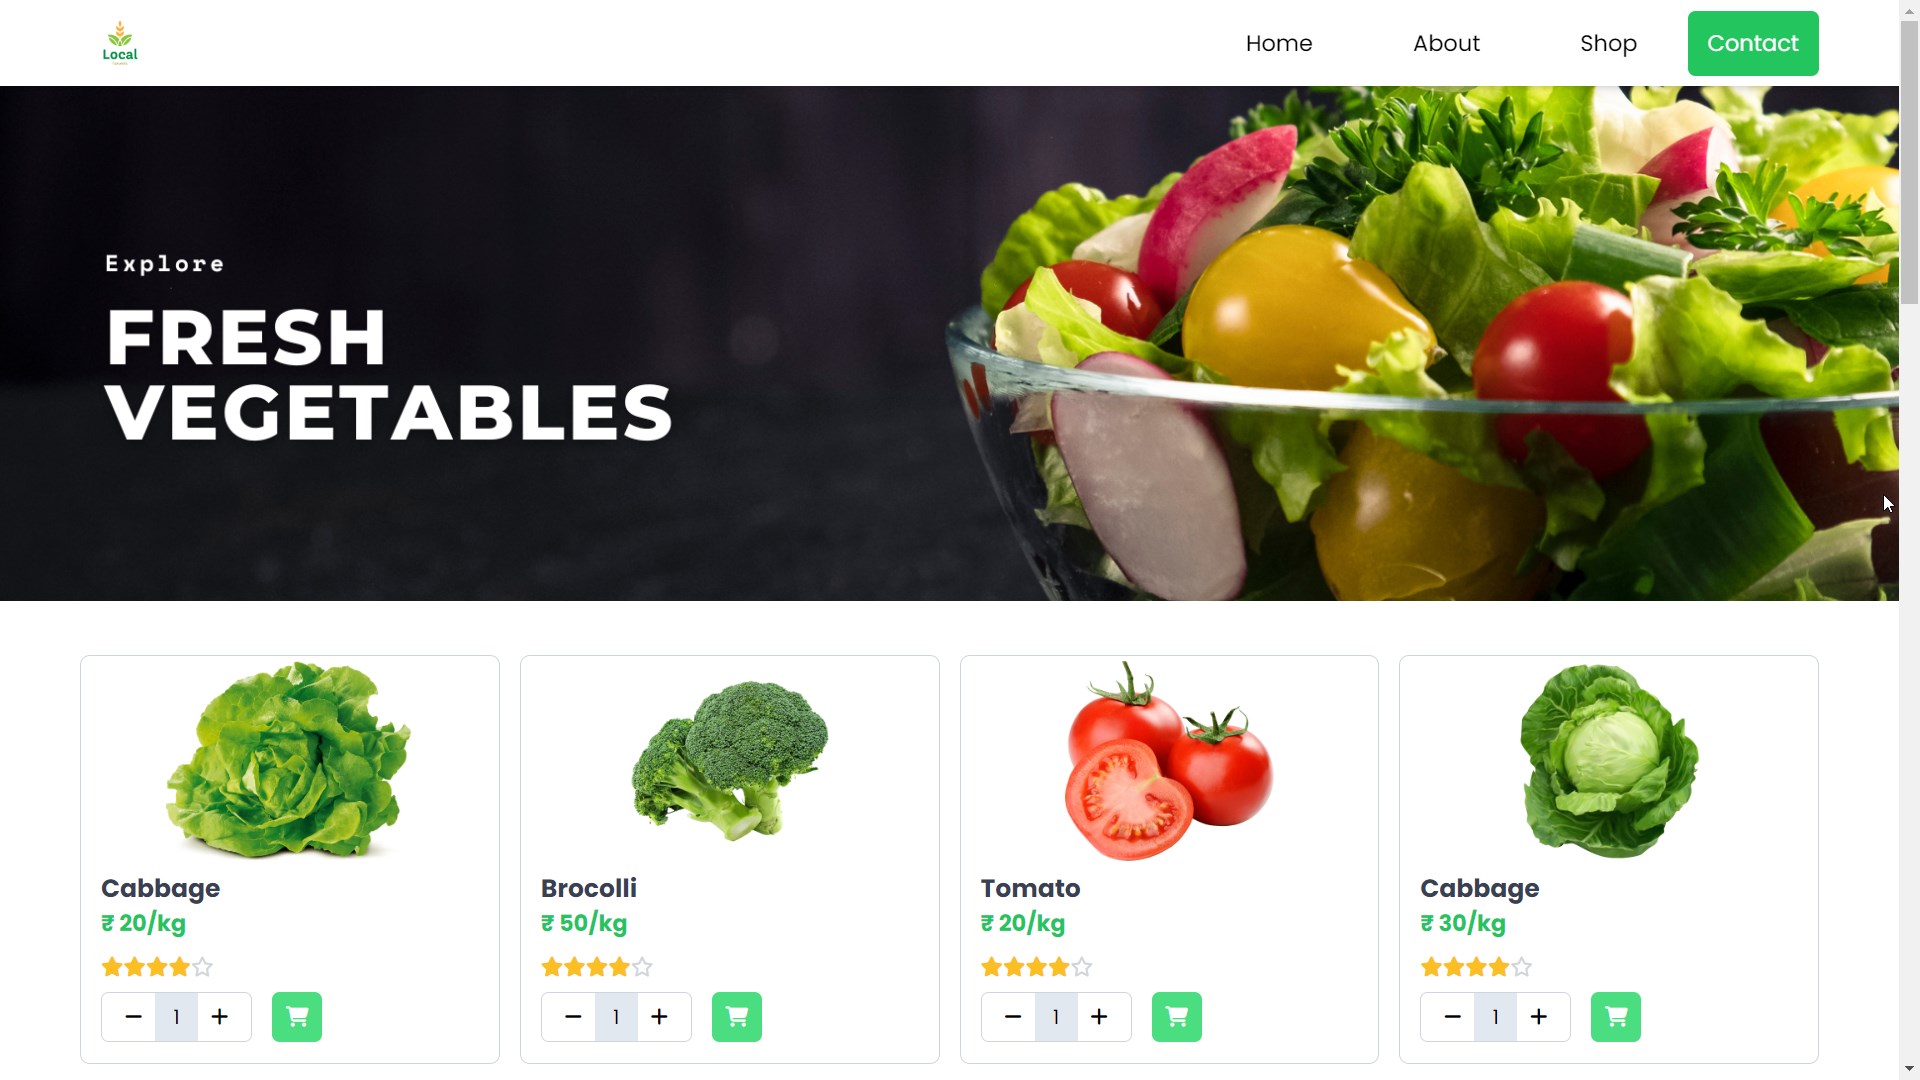 Local
Home
About
Shop
Contact
Explore
FRESH
VEGETABLES
Cabbage
₹ 20/kg
1
Brocolli
₹ 50/kg
1
Tomato
₹ 20/kg
1
Cabbage
₹ 30/kg
1